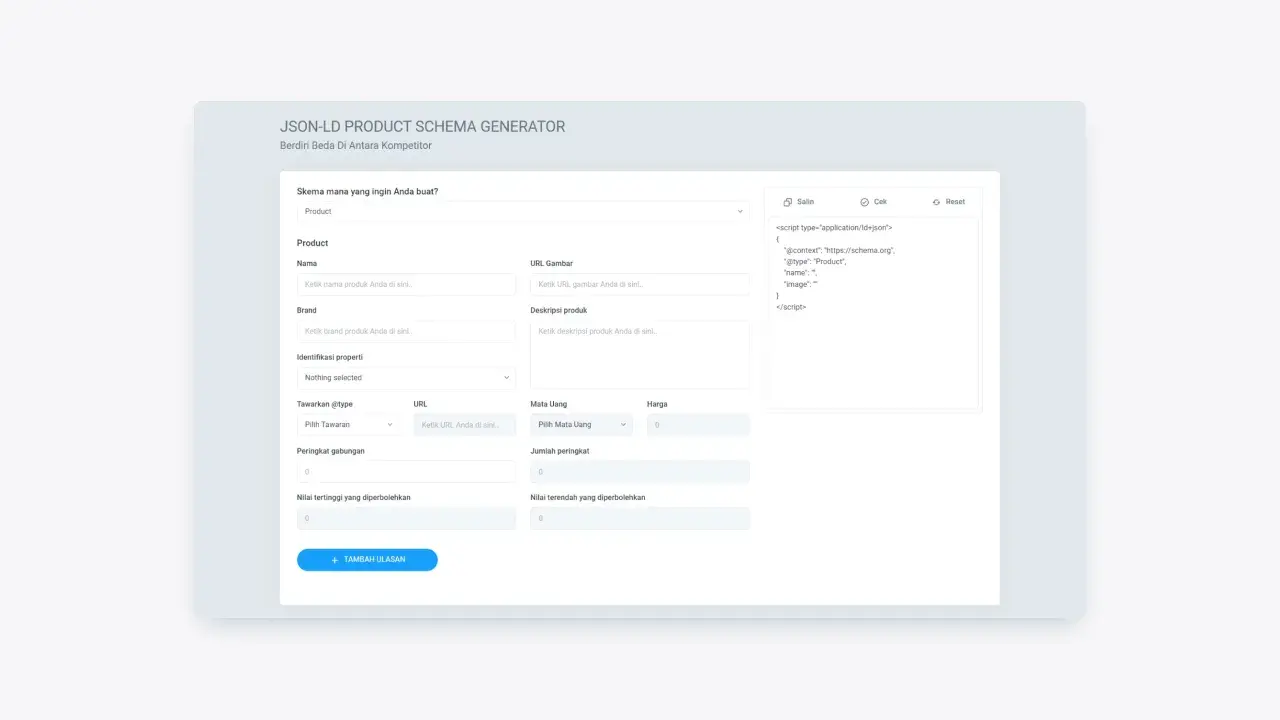 JSON-LD PRODUCT SCHEMA GENERATOR
Berdiri Beda Di Antara Kompetitor
Skema mana yang ingin Anda buat?
Product
Product
Nama
URL Gambar
Ketik nama produk Anda di sini..
Ketik URL gambar Anda di sini..
Brand
Deskripsi produk
Ketik brand produk Anda di sini..
Ketik deskripsi produk Anda di sini..
Identifikasi properti
Nothing selected
Tawarkan @type
URL
Mata Uang
Harga
Pilih Tawaran
Ketik URL Anda di sini..
Pilih Mata Uang
0
Peringkat gabungan
Jumlah peringkat
0
0
Nilai tertinggi yang diperbolehkan
Nilai terendah yang diperbolehkan
0
0
+ TAMBAH ULASAN
Salin
Cek
Reset
<script type="application/ld+json">
{
"@context": "https://schema.org",
"@type": "Product",
"name": "",
"image": ""
}
</script>